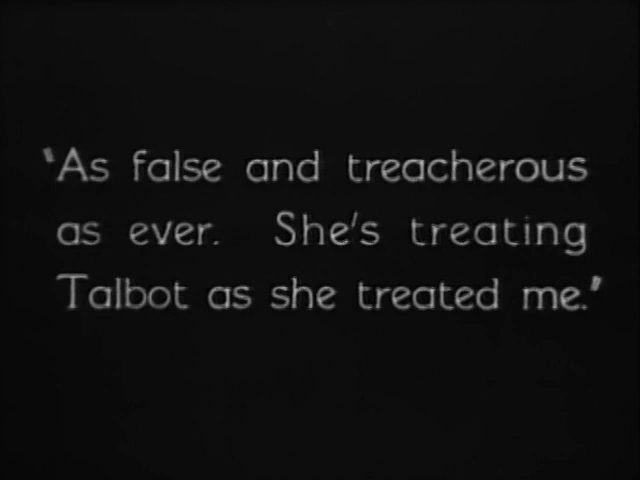 'As false and treacherous
as ever. She's treating
Talbot as she treated me.'